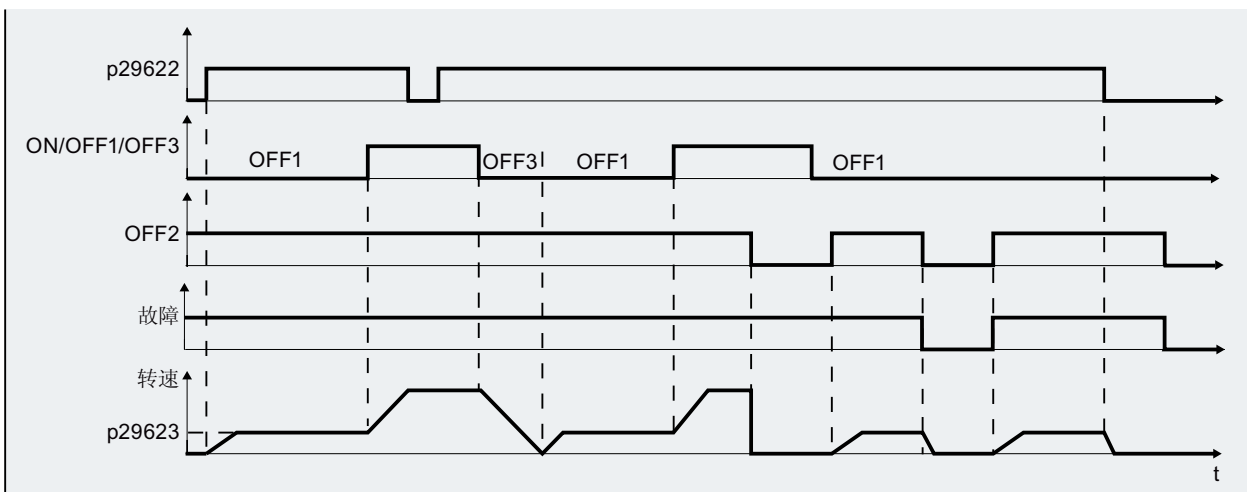 p29622
ON/OFF1/OFF3
OFF1
OFF3
OFF1
OFF1
OFF2
故障
转速
p29623
t